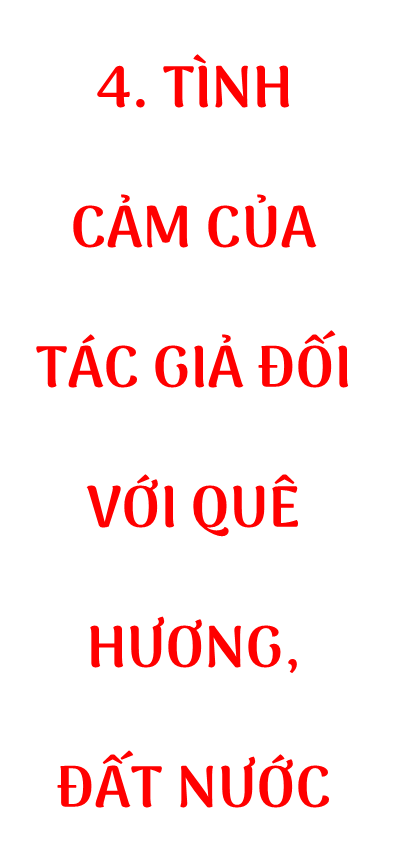 4. TÌNH
CẢM CỦA
TÁC GIẢ ĐỐI
VỚI QUÊ
HƯƠNG,
ĐẤT NƯỚC